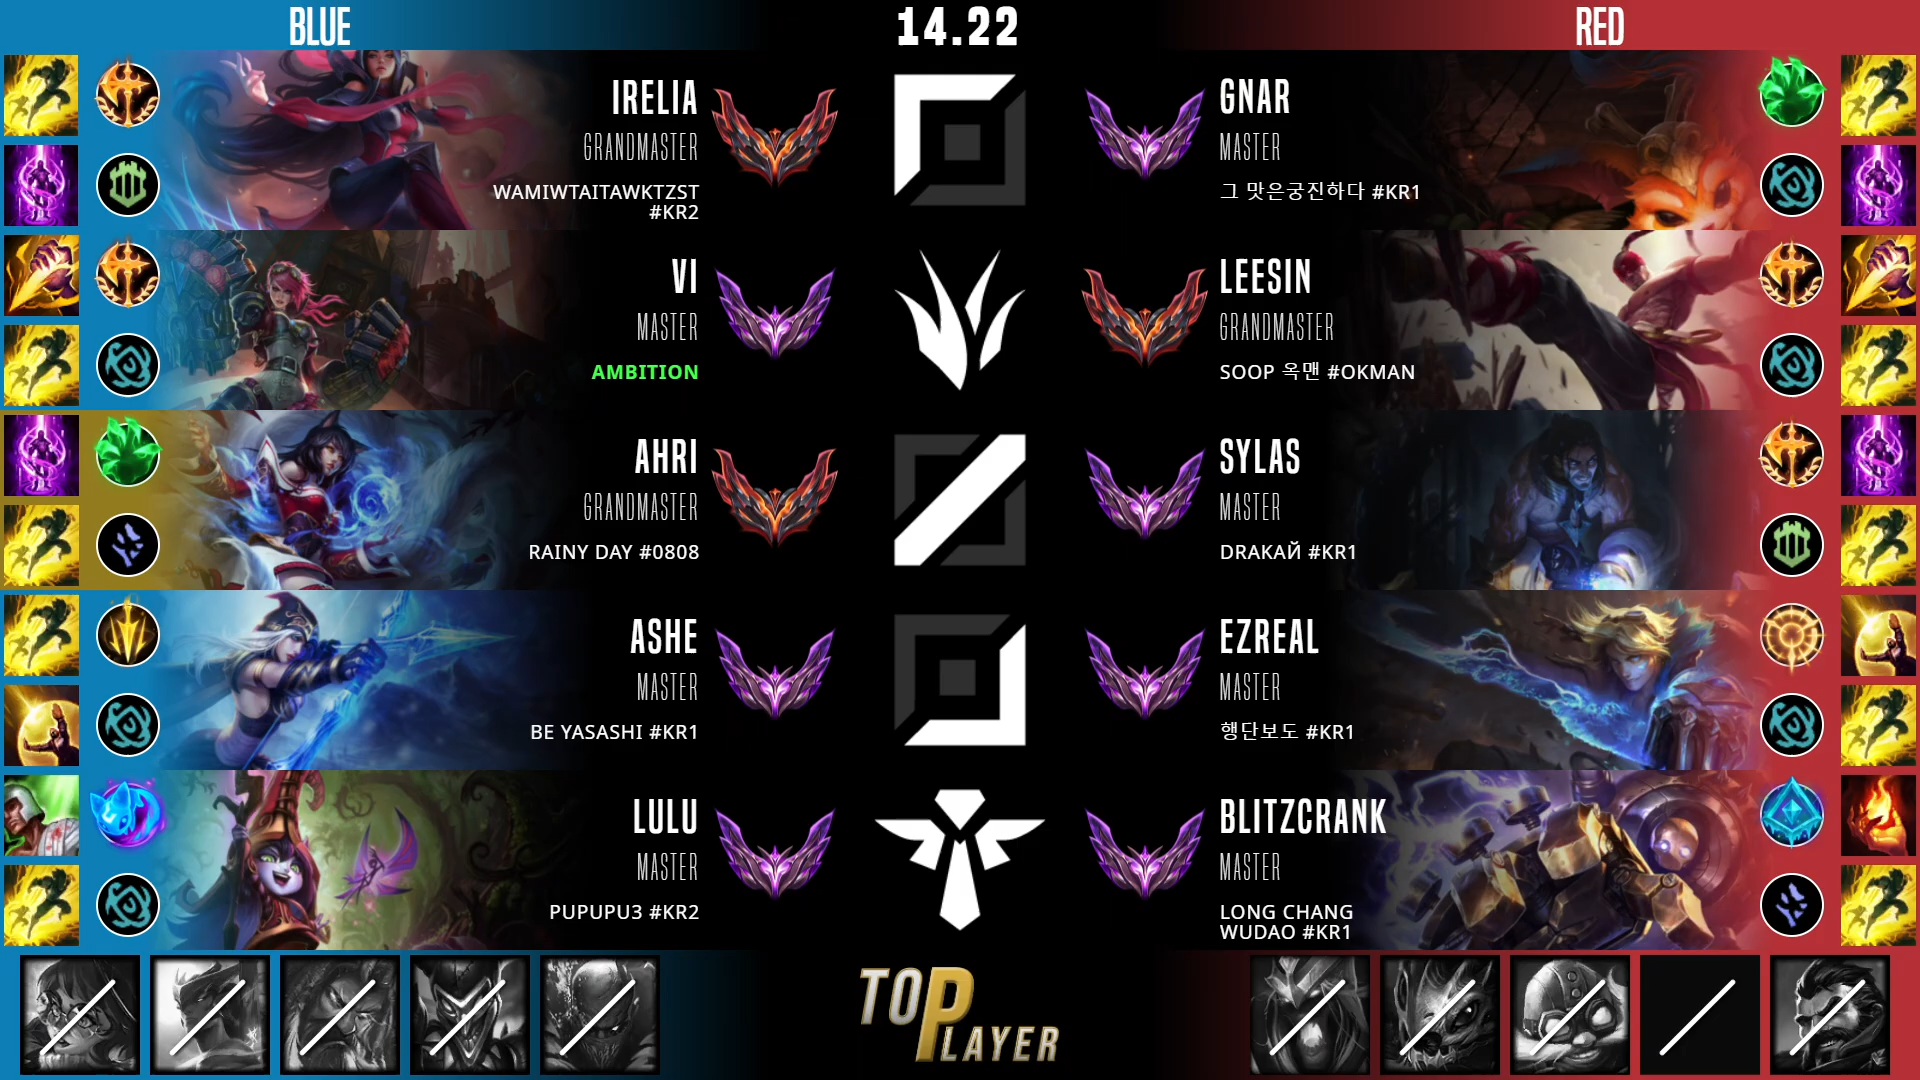 BLUE
14.22
RED
IRELIA
GRANDMASTER
WAMIWTAITAWKTZST
#KR2
GNAR
MASTER
그 맛은궁진하다 #KR1
VI
MASTER
AMBITION
LEESIN
GRANDMASTER
SOOP 옥맨 #OKMAN
AHRI
GRANDMASTER
RAINY DAY #0808
SYLAS
MASTER
DRAKAЙ #KR1
ASHE
MASTER
BE YASASHI #KR1
EZREAL
MASTER
행단보도 #KR1
LULU
MASTER
PUPUPU3 #KR2
BLITZCRANK
MASTER
LONG CHANG
WUDAO #KR1
TOPLAYER